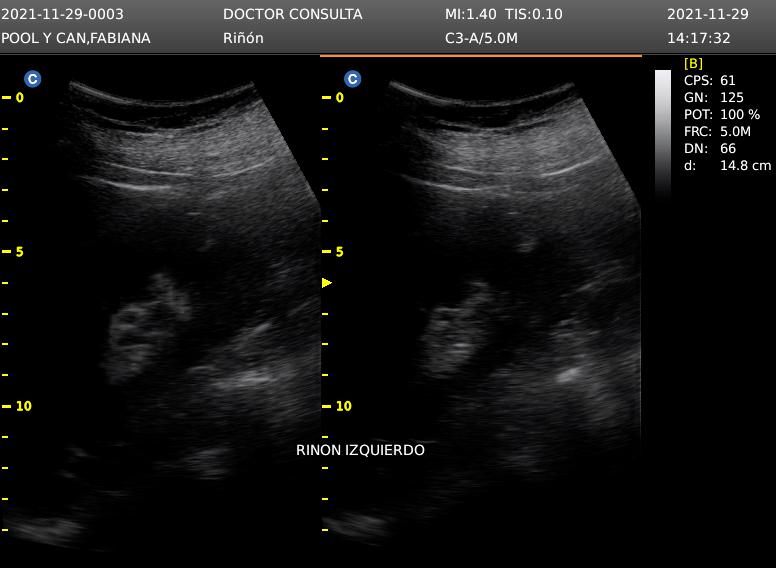 2021-11-29-0003 DOCTOR CONSULTA MI:1.40 TIS:0.10 2021-11-29
POOL Y CAN,FABIANA Riñón C3-A/5.0M 14:17:32
C C [B]
0 0 CPS: 61
GN: 125
POT: 100 %
FRC: 5.0M
DN: 66
d: 14.8 cm
5 5
10 10
RINON IZQUIERDO